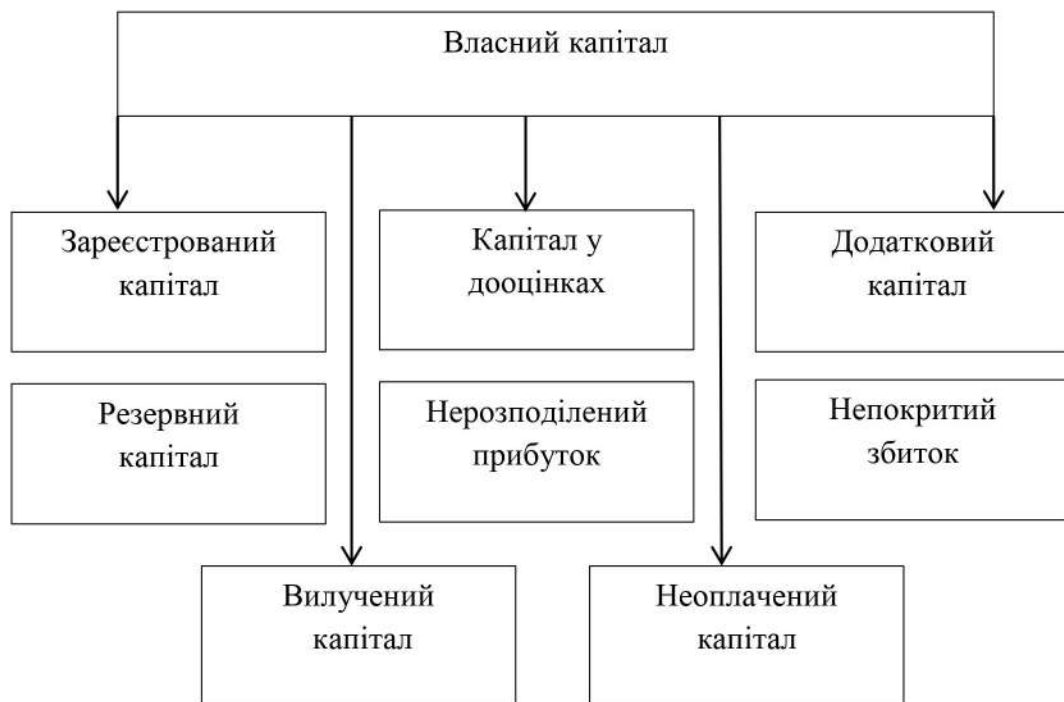 Власний капітал
Зареєстрований
капітал
Капітал у
дооцінках
Додатковий
капітал
Резервний
капітал
Нерозподілений
прибуток
Непокритий
збиток
Вилучений
капітал
Неоплачений
капітал